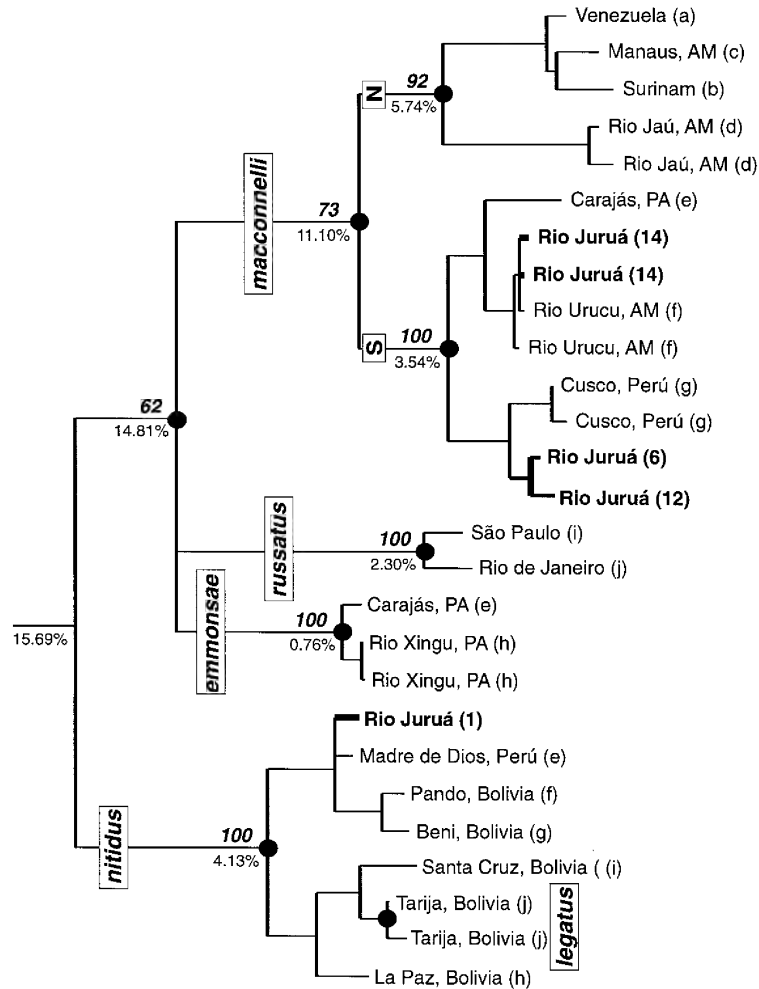 Venezuela (a)
92
N
Manaus, AM (c)
5.74%
Surinam (b)
Rio Jaú, AM (d)
Rio Jaú, AM (d)
macconnelli
73
11.10%
Carajás, PA (e)
Rio Juruá (14)
Rio Juruá (14)
Rio Urucu, AM (f)
S
100
3.54%
Rio Urucu, AM (f)
Cusco, Perú (g)
62
14.81%
Cusco, Perú (g)
Rio Juruá (6)
Rio Juruá (12)
russatus
100
2.30%
São Paulo (i)
Rio de Janeiro (j)
emmonsae
100
0.76%
Carajás, PA (e)
15.69%
Rio Xingu, PA (h)
Rio Xingu, PA (h)
Rio Juruá (1)
Madre de Dios, Perú (e)
Pando, Bolivia (f)
nitidus
100
4.13%
Beni, Bolivia (g)
Santa Cruz, Bolivia ( (i)
Tarija, Bolivia (j)
Tarija, Bolivia (j)
legatus
La Paz, Bolivia (h)